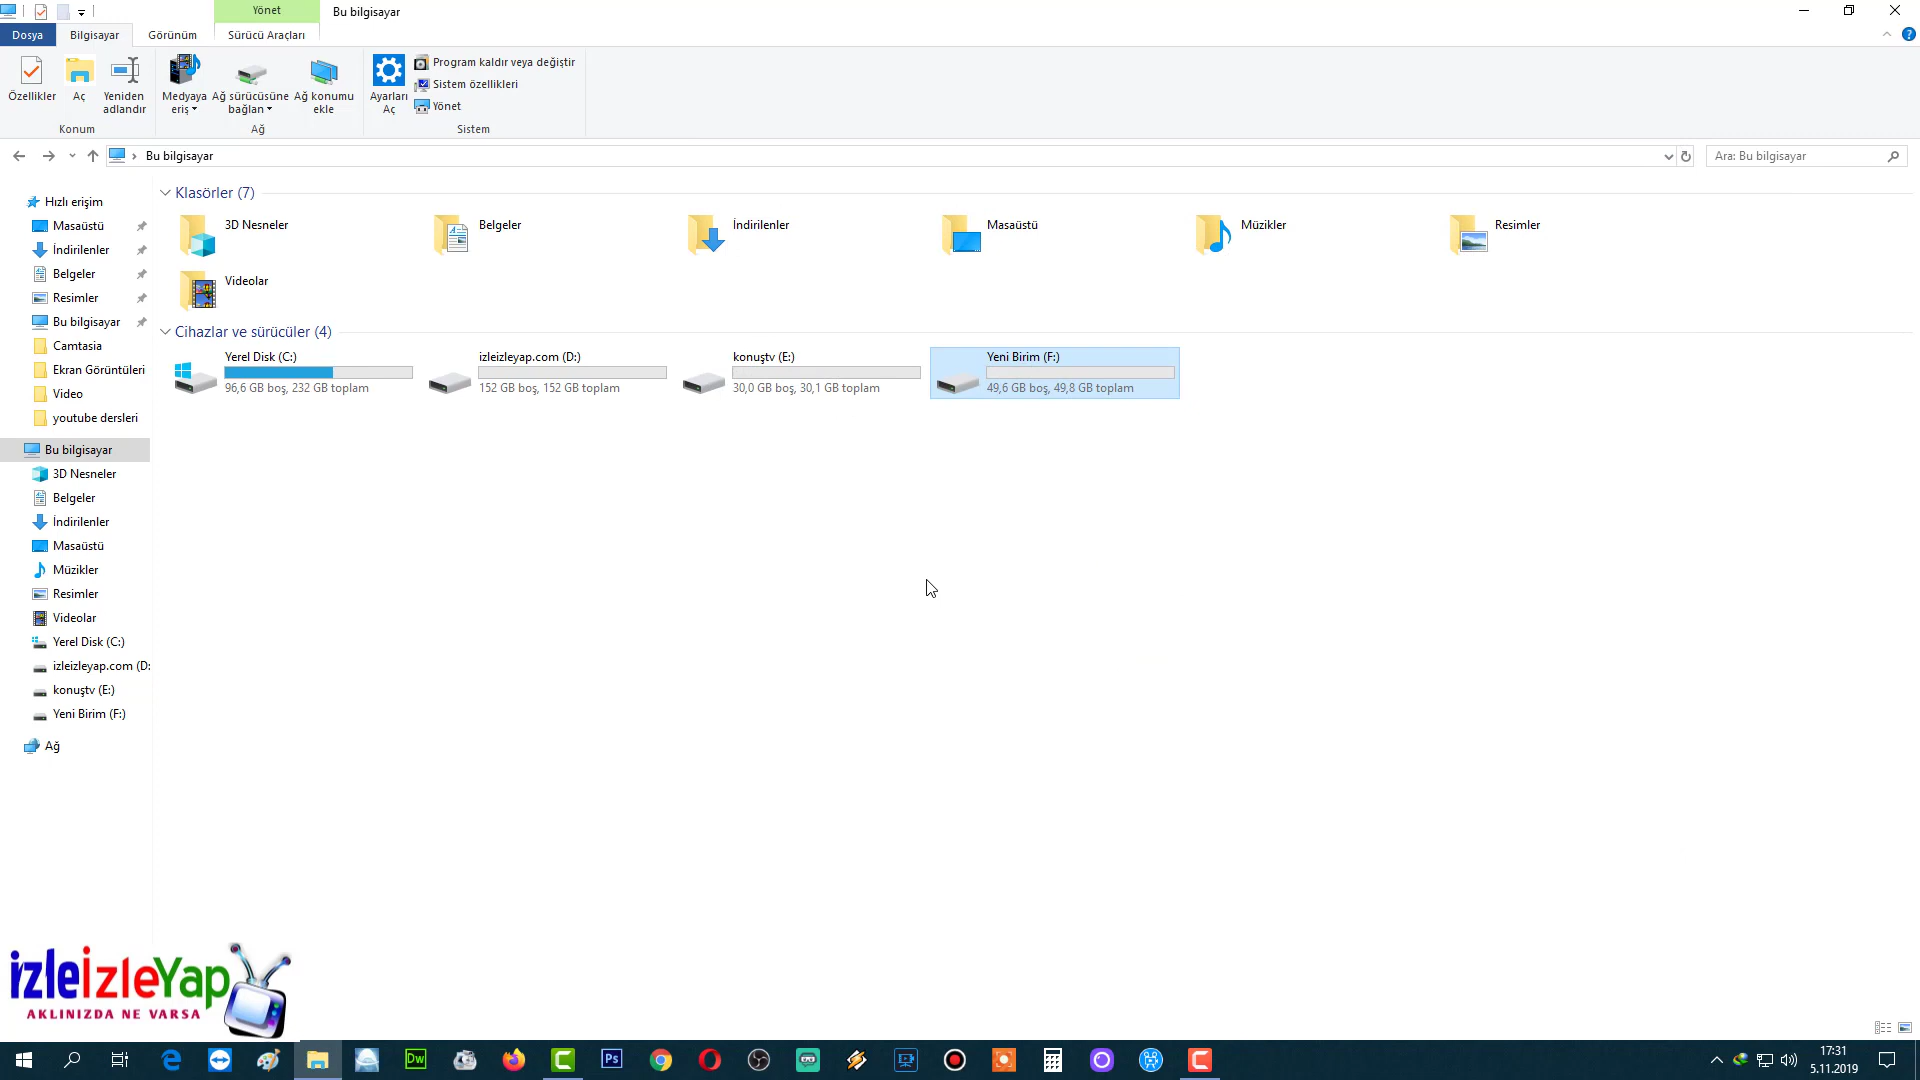 Yönet
Bu bilgisayar
Dosya
Bilgisayar
Görünüm
Sürücü Araçları
Özellikler
Aç
Yeniden
adlandır
Medyaya
eriş
Ağ sürücüsüne
bağlan
Ağ konumu
ekle
Ayarları
Aç
Program kaldır veya değiştir
Sistem özellikleri
Yönet
Konum
Ağ
Sistem
Bu bilgisayar
Ara: Bu bilgisayar
Hızlı erişim
Masaüstü
İndirilenler
Belgeler
Resimler
Bu bilgisayar
Camtasia
Ekran Görüntüleri
Video
youtube dersleri
Bu bilgisayar
3D Nesneler
Belgeler
İndirilenler
Masaüstü
Müzikler
Resimler
Videolar
Yerel Disk (C:)
izleizleyap.com (D:
konuştv (E:)
Yeni Birim (F:)
Ağ
Klasörler (7)
3D Nesneler
Belgeler
İndirilenler
Masaüstü
Müzikler
Resimler
Videolar
Cihazlar ve sürücüler (4)
Yerel Disk (C:)
96,6 GB boş, 232 GB toplam
izleizleyap.com (D:)
152 GB boş, 152 GB toplam
konuştv (E:)
30,0 GB boş, 30,1 GB toplam
Yeni Birim (F:)
49,6 GB boş, 49,8 GB toplam
izleizleYap
AKLINIZDA NE VARSA
Dw
Ps
17:31
5.11.2019